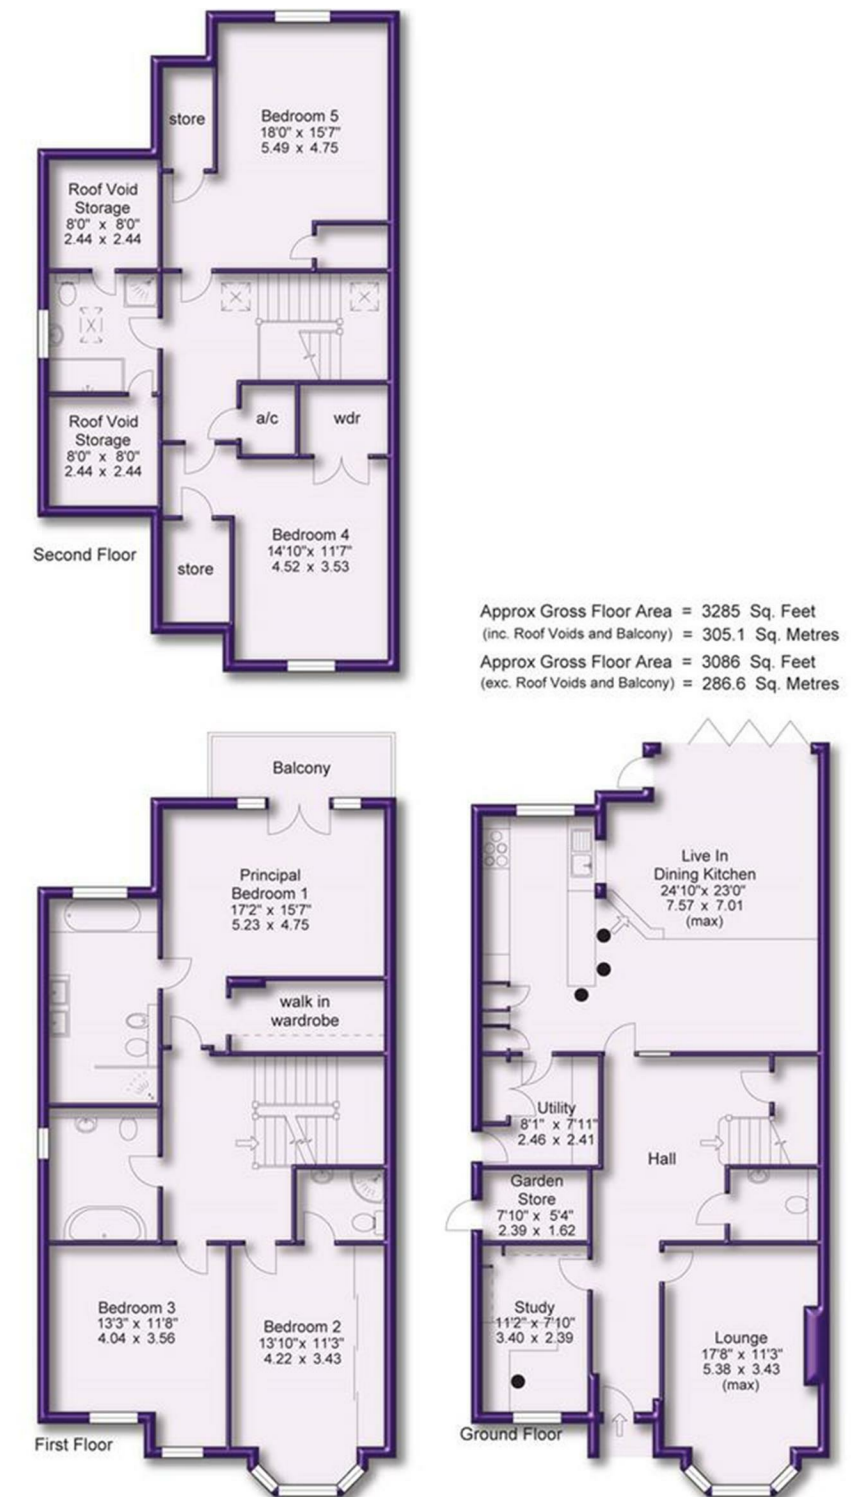 Bedroom 5
18'0" x 15'7"
5.49 x 4.75
store
Roof Void
Storage
8'0" x 8'0"
2.44 x 2.44
a/c
wdr
Roof Void
Storage
8'0" x 8'0"
2.44 x 2.44
Bedroom 4
14'10"x 11'7"
4.52 x 3.53
store
Second Floor
Approx Gross Floor Area = 3285 Sq. Feet
(inc. Roof Voids and Balcony) = 305.1 Sq. Metres
Approx Gross Floor Area = 3086 Sq. Feet
(exc. Roof Voids and Balcony) = 286.6 Sq. Metres
Balcony
Principal
Bedroom 1
17'2" x 15'7"
5.23 x 4.75
walk in
wardrobe
Bedroom 3
13'3" x 11'8"
4.04 x 3.56
Bedroom 2
13'10"x 11'3"
4.22 x 3.43
First Floor
Live In
Dining Kitchen
24'10"x 23'0"
7.57 x 7.01
(max)
Utility
8'1" x 7'11"
2.46 x 2.41
Hall
Garden
Store
7'10" x 5'4"
2.39 x 1.62
Study
11'2" x 7'10"
3.40 x 2.39
Lounge
17'8" x 11'3"
5.38 x 3.43
(max)
Ground Floor